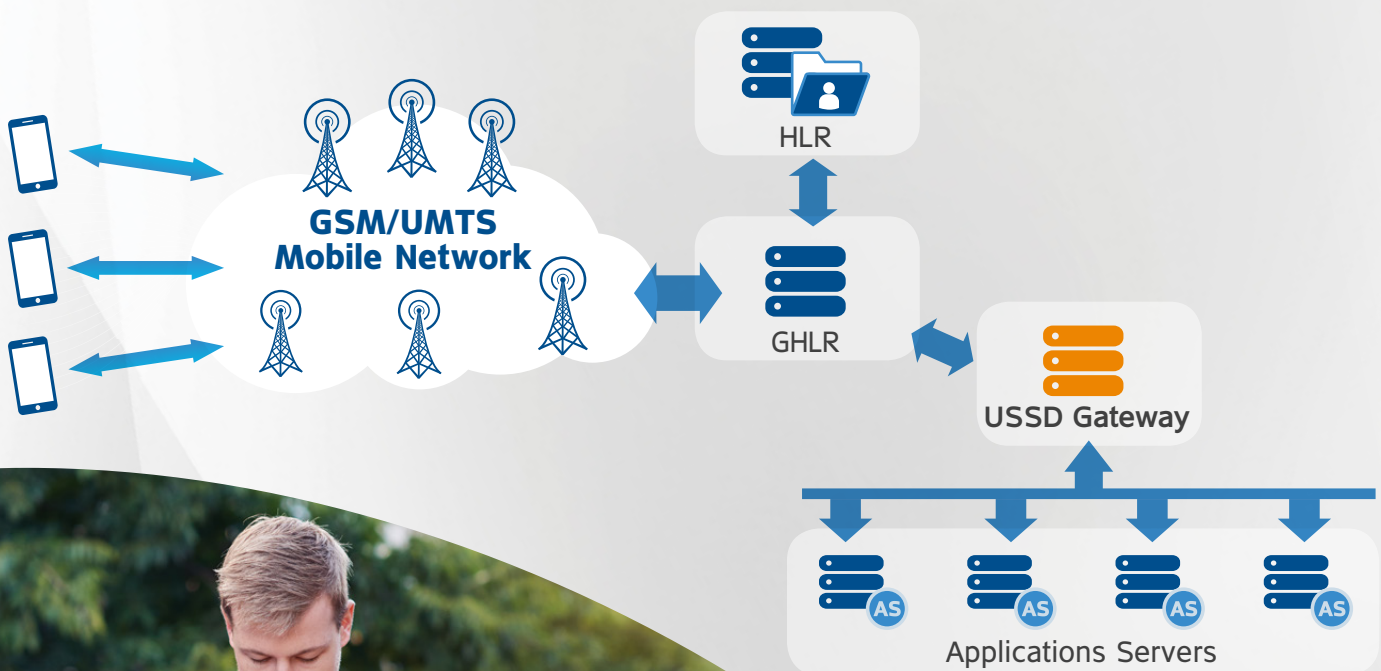 HLR
GSM/UMTS
Mobile Network
GHLR
USSD Gateway
AS
AS
AS
AS
Applications Servers